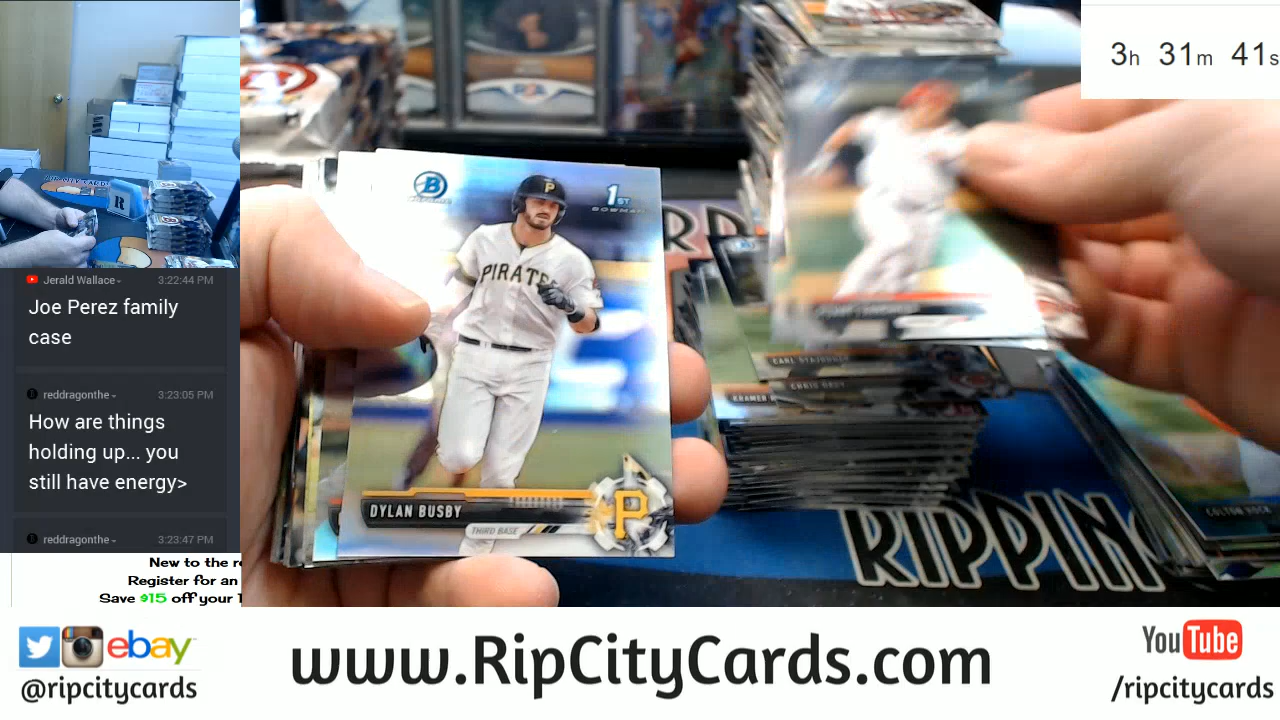 3h 31m 41s
Jerald Wallace 3:22:44 PM
Joe Perez family
case
reddragonthe 3:23:05 PM
How are things
holding up... you
still have energy>
reddragonthe 3:23:47 PM
New to the
Register for an
Save $15 off your
B
1ST
BOWMAN
P
PIRATES
DYLAN BUSBY
THIRD BASE
P
CHRIS
KRAMER
RIPPIN
COLTON HOCK
R
ebay
@ripcitycards
www.RipCityCards.com
YouTube
/ripcitycards